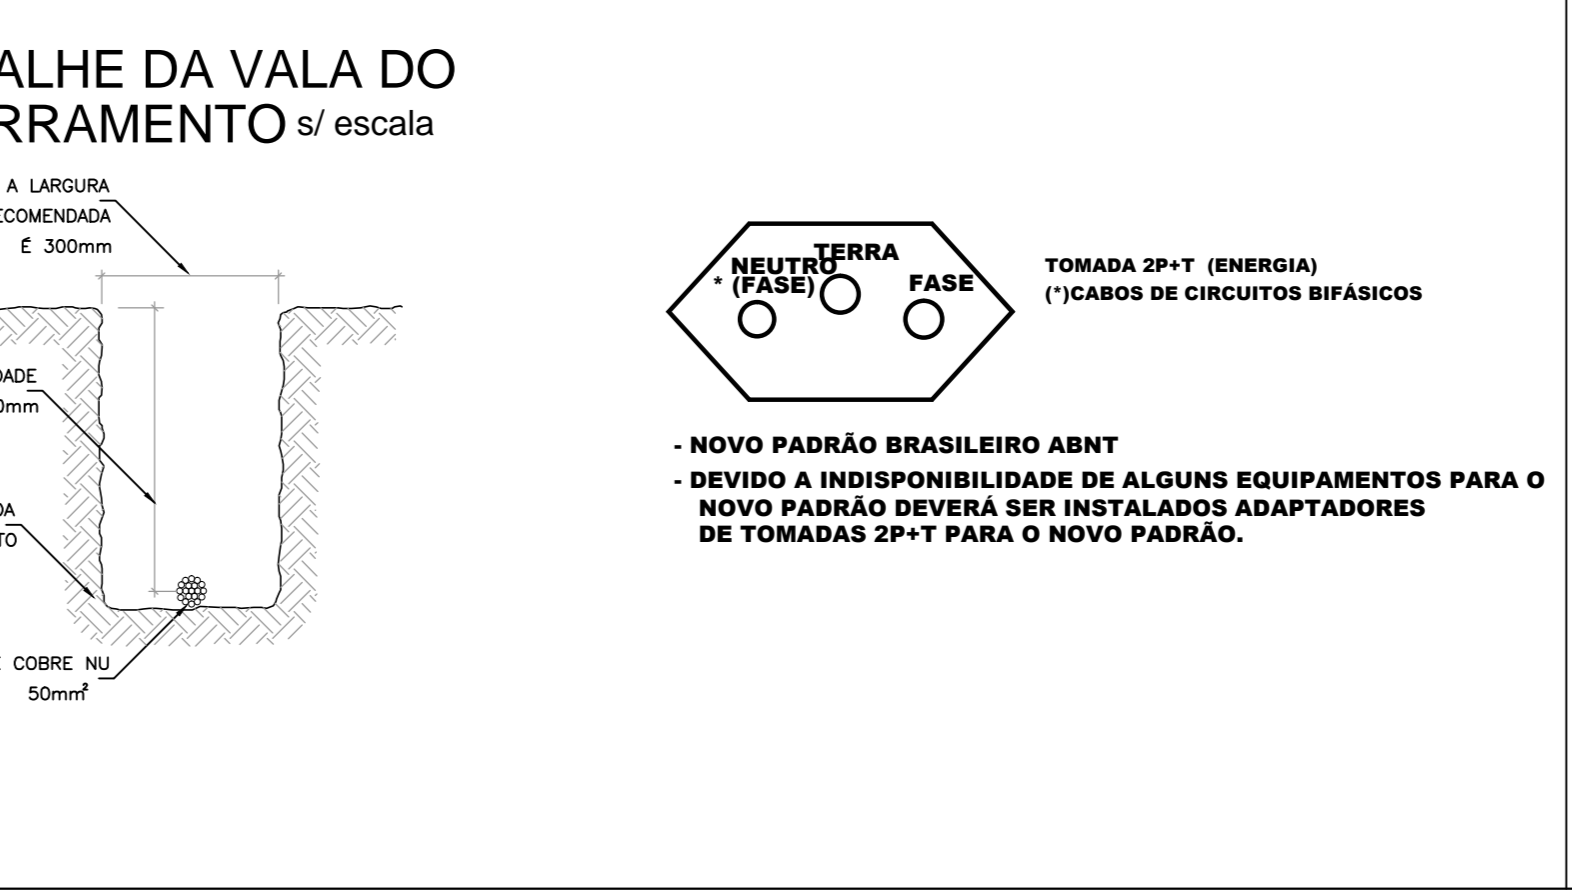 ALHE DA VALA DO
RRAMENTO s/ escala
A LARGURA
ECOMENDADA
É 300mm
DADE
0mm
DA
TO
E COBRE NU
50mm²
TERRA
NEUTRO
* (FASE)
FASE
TOMADA 2P+T (ENERGIA)
(*)CABOS DE CIRCUITOS BIFÁSICOS
- NOVO PADRÃO BRASILEIRO ABNT
- DEVIDO A INDISPONIBILIDADE DE ALGUNS EQUIPAMENTOS PARA O
NOVO PADRÃO DEVERÁ SER INSTALADOS ADAPTADORES
DE TOMADAS 2P+T PARA O NOVO PADRÃO.